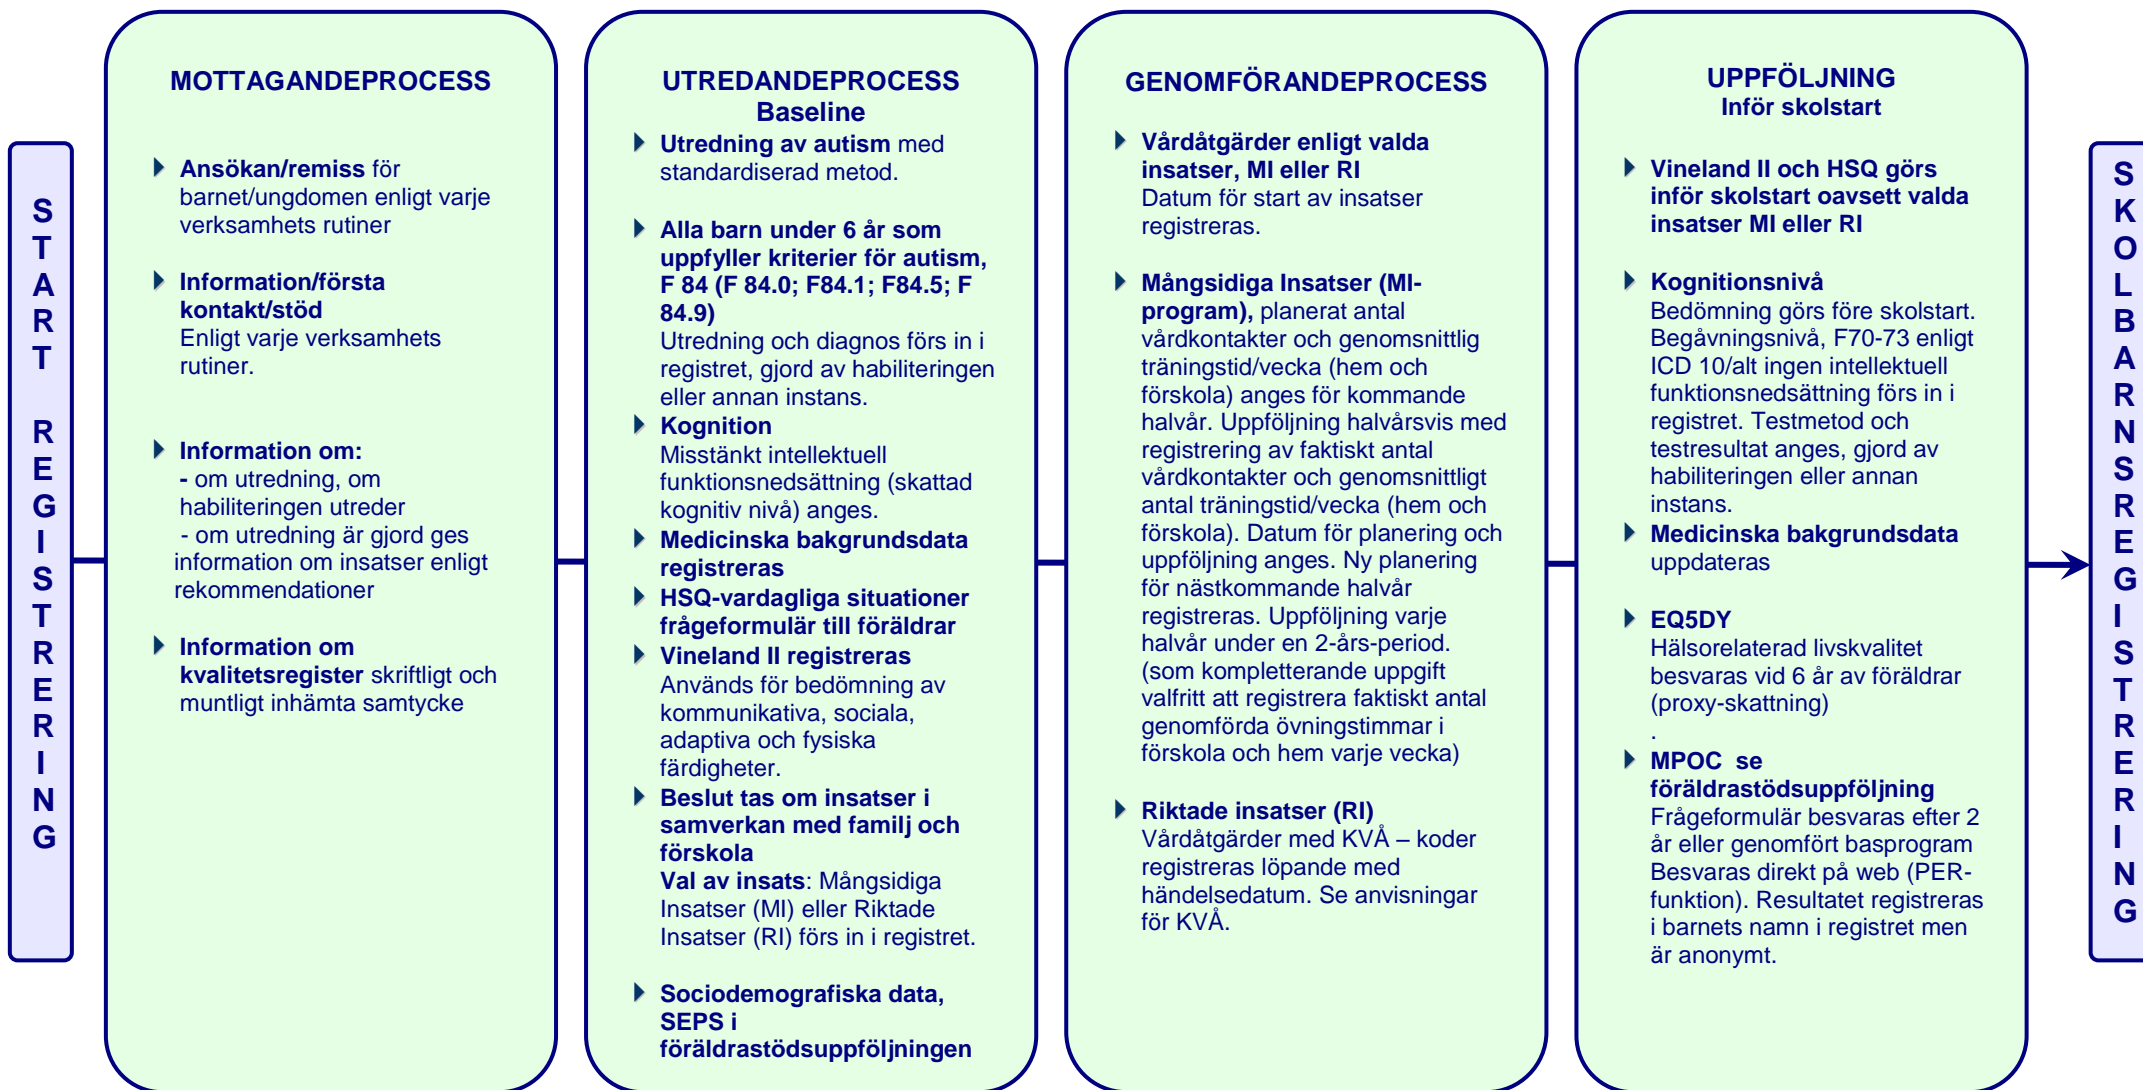 START REGISTRERING
MOTTAGANDEPROCESS
Ansökan/remiss för
barnet/ungdomen enligt varje
verksamhets rutiner
Information/första
kontakt/stöd
Enligt varje verksamhets
rutiner.
Information om:
- om utredning, om
habiliteringen utreder
- om utredning är gjord ges
information om insatser enligt
rekommendationer
Information om
kvalitetsregister skriftligt och
muntligt inhämta samtycke
UTREDANDEPROCESS
Baseline
Utredning av autism med
standardiserad metod.
Alla barn under 6 år som
uppfyller kriterier för autism,
F 84 (F 84.0; F84.1; F84.5; F
84.9)
Utredning och diagnos förs in i
registret, gjord av habiliteringen
eller annan instans.
Kognition
Misstänkt intellektuell
funktionsnedsättning (skattad
kognitiv nivå) anges.
Medicinska bakgrundsdata
registreras
HSQ-vardagliga situationer
frågeformulär till föräldrar
Vineland II registreras
Används för bedömning av
kommunikativa, sociala,
adaptiva och fysiska
färdigheter.
Beslut tas om insatser i
samverkan med familj och
förskola
Val av insats: Mångsidiga
Insatser (MI) eller Riktade
Insatser (RI) förs in i registret.
Sociodemografiska data,
SEPS i
föräldrastödsuppföljningen
GENOMFÖRANDEPROCESS
Vårdåtgärder enligt valda
insatser, MI eller RI
Datum för start av insatser
registreras.
Mångsidiga Insatser (MI-
program), planerat antal
vårdkontakter och genomsnittlig
träningstid/vecka (hem och
förskola) anges för kommande
halvår. Uppföljning halvårsvis med
registrering av faktiskt antal
vårdkontakter och genomsnittligt
antal träningstid/vecka (hem och
förskola). Datum för planering och
uppföljning anges. Ny planering
för nästkommande halvår
registreras. Uppföljning varje
halvår under en 2-års-period.
(som kompletterande uppgift
valfritt att registrera faktiskt antal
genomförda övningstimmar i
förskola och hem varje vecka)
Riktade insatser (RI)
Vårdåtgärder med KVÅ – koder
registreras löpande med
händelsedatum. Se anvisningar
för KVÅ.
UPPFÖLJNING
Inför skolstart
Vineland II och HSQ görs
inför skolstart oavsett valda
insatser MI eller RI
Kognitionsnivå
Bedömning görs före skolstart.
Begåvningsnivå, F70-73 enligt
ICD 10/alt ingen intellektuell
funktionsnedsättning förs in i
registret. Testmetod och
testresultat anges, gjord av
habiliteringen eller annan
instans.
Medicinska bakgrundsdata
uppdateras
EQ5DY
Hälsorelaterad livskvalitet
besvaras vid 6 år av föräldrar
(proxy-skattning)
.
MPOC se
föräldrastödsuppföljning
Frågeformulär besvaras efter 2
år eller genomfört basprogram
Besvaras direkt på web (PER-
funktion). Resultatet registreras
i barnets namn i registret men
är anonymt.
SKOLBARNSREGISTRERING